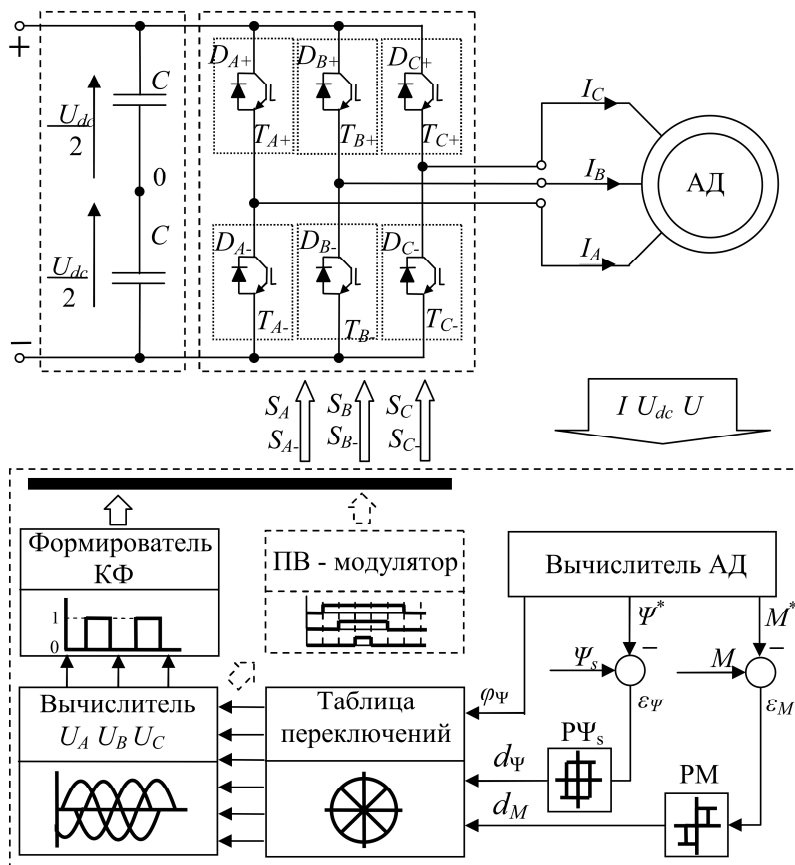 +
C
U_dc
2
0
C
U_dc
2
−
D_A+
D_B+
D_C+
T_A+
T_B+
T_C+
D_A-
D_B-
D_C-
T_A-
T_B-
T_C-
I_C
I_B
I_A
АД
S_A S_B S_C
S_A- S_B- S_C-
I U_dc U
Формирователь
КФ
1
0
ПВ - модулятор
Вычислитель АД
Ψ*
M*
Ψ_s
−
M
−
φ_Ψ
ε_Ψ
ε_M
Вычислитель
U_A U_B U_C
Таблица
переключений
РΨ_s
РМ
d_Ψ
d_M